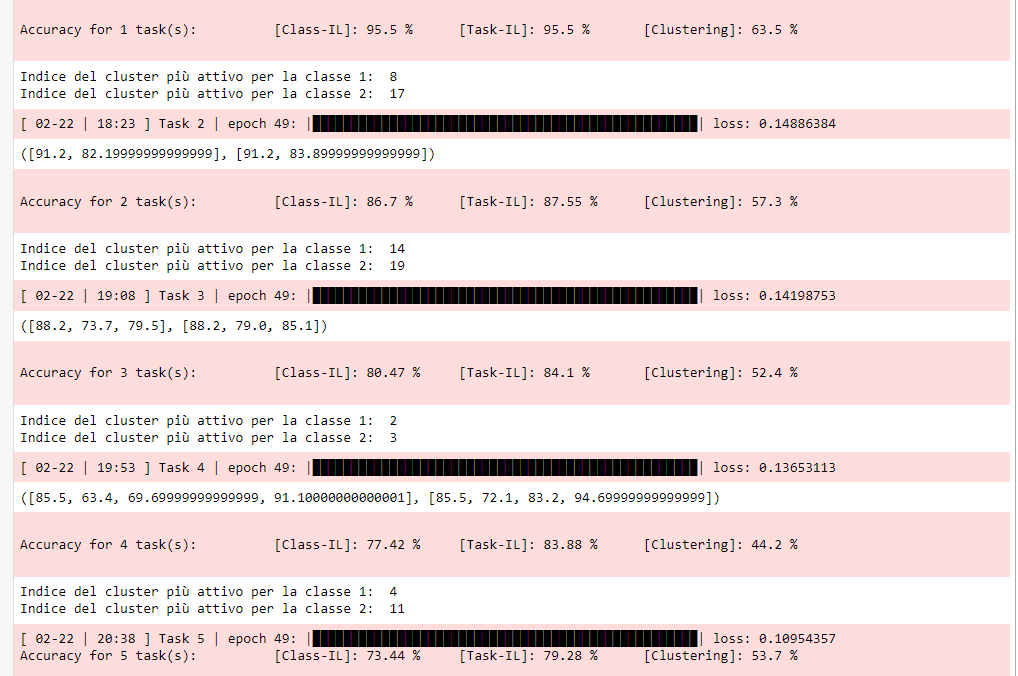 Accuracy for 1 task(s): [Class-IL]: 95.5 % [Task-IL]: 95.5 % [Clustering]: 63.5 %
Indice del cluster più attivo per la classe 1: 8
Indice del cluster più attivo per la classe 2: 17
[ 02-22 | 18:23 ] Task 2 | epoch 49: || loss: 0.14886384
([91.2, 82.19999999999999], [91.2, 83.89999999999999])
Accuracy for 2 task(s): [Class-IL]: 86.7 % [Task-IL]: 87.55 % [Clustering]: 57.3 %
Indice del cluster più attivo per la classe 1: 14
Indice del cluster più attivo per la classe 2: 19
[ 02-22 | 19:08 ] Task 3 | epoch 49: || loss: 0.14198753
([88.2, 73.7, 79.5], [88.2, 79.0, 85.1])
Accuracy for 3 task(s): [Class-IL]: 80.47 % [Task-IL]: 84.1 % [Clustering]: 52.4 %
Indice del cluster più attivo per la classe 1: 2
Indice del cluster più attivo per la classe 2: 3
[ 02-22 | 19:53 ] Task 4 | epoch 49: || loss: 0.13653113
([85.5, 63.4, 69.69999999999999, 91.10000000000001], [85.5, 72.1, 83.2, 94.69999999999999])
Accuracy for 4 task(s): [Class-IL]: 77.42 % [Task-IL]: 83.88 % [Clustering]: 44.2 %
Indice del cluster più attivo per la classe 1: 4
Indice del cluster più attivo per la classe 2: 11
[ 02-22 | 20:38 ] Task 5 | epoch 49: || loss: 0.10954357
Accuracy for 5 task(s): [Class-IL]: 73.44 % [Task-IL]: 79.28 % [Clustering]: 53.7 %